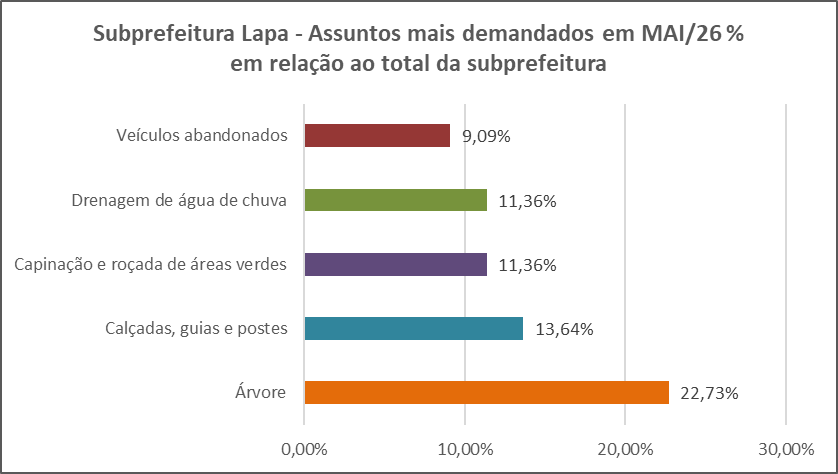 Subprefeitura Lapa - Assuntos mais demandados em MAI/26 %
em relação ao total da subprefeitura
Veículos abandonados
9,09%
Drenagem de água de chuva
11,36%
Capinação e roçada de áreas verdes
11,36%
Calçadas, guias e postes
13,64%
Árvore
22,73%
0,00%
10,00%
20,00%
30,00%